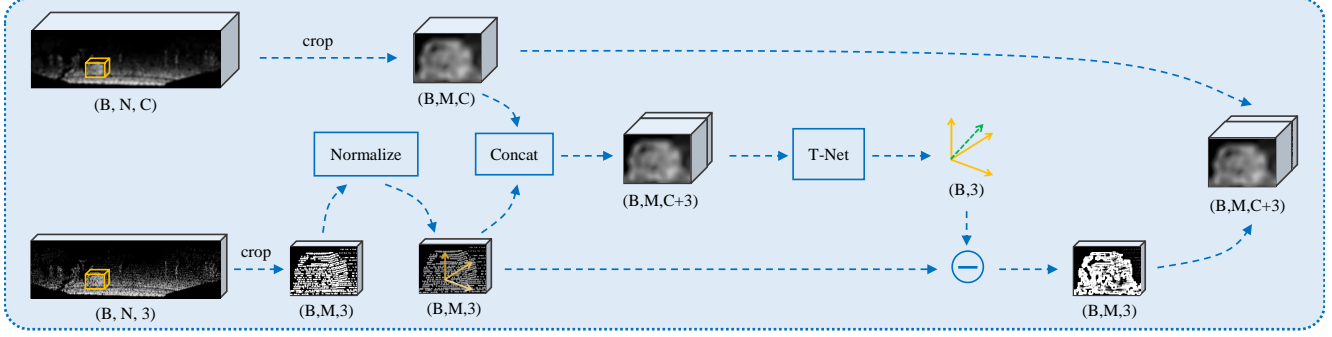 crop
(B, N, C)
(B,M,C)
Normalize
Concat
T-Net
(B,M,C+3)
(B,3)
(B,M,C+3)
crop
(B, N, 3)
(B,M,3)
(B,M,3)
(B,M,3)